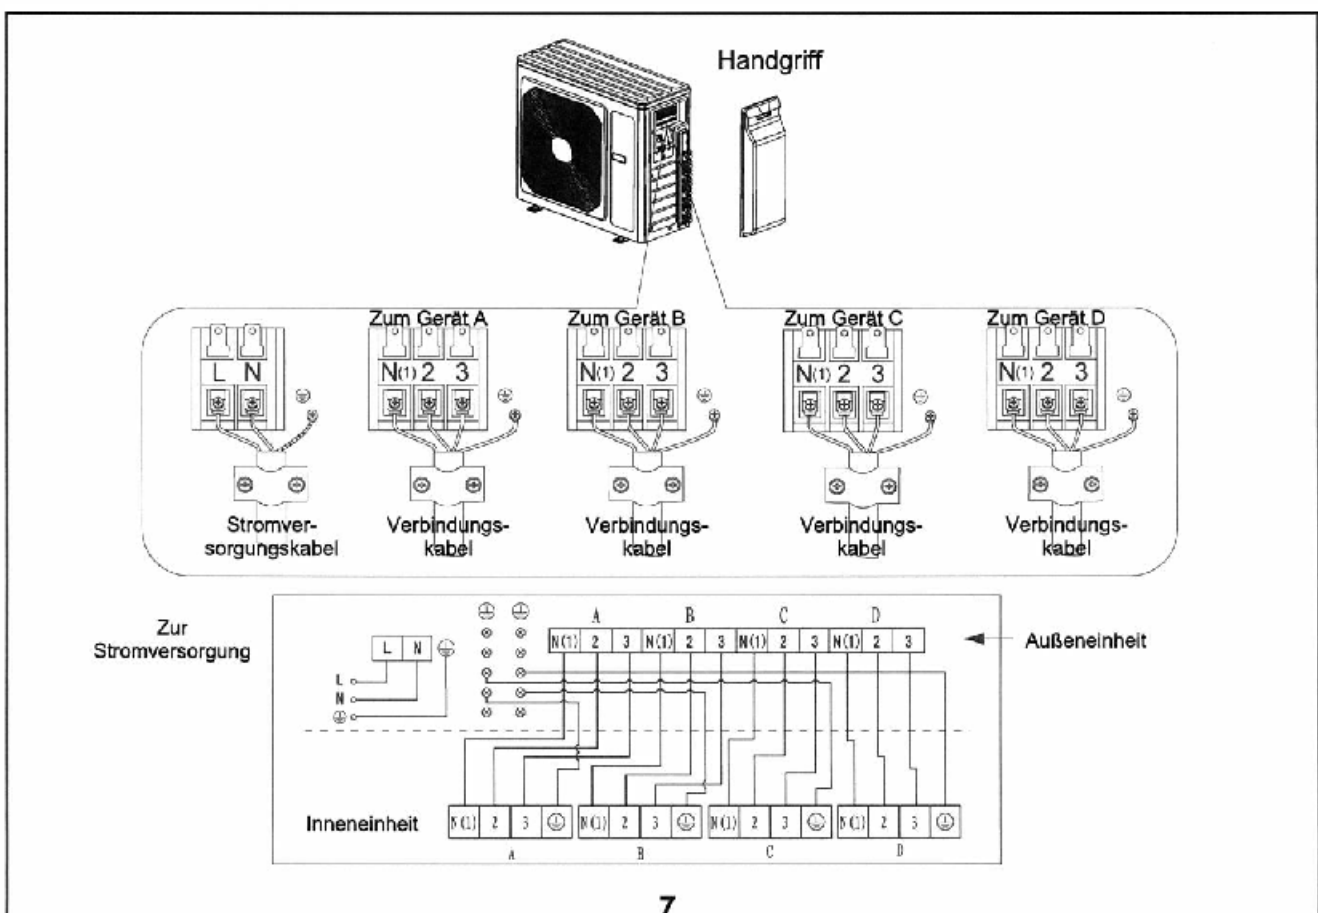 Handgriff
Zum Gerät A Zum Gerät B Zum Gerät C Zum Gerät D
L N N(1) 2 3 N(1) 2 3 N(1) 2 3 N(1) 2 3
Stromver- Verbindungs- Verbindungs- Verbindungs- Verbindungs-
sorgungskabel kabel kabel kabel kabel
A B C D
Zur
Stromversorgung
L N
N(1) 2 3 N(1) 2 3 N(1) 2 3 N(1) 2 3
Außeneinheit
L
N
Inneneinheit
N(1) 2 3 N(1) 2 3 N(1) 2 3 N(1) 2 3
A B C D
7